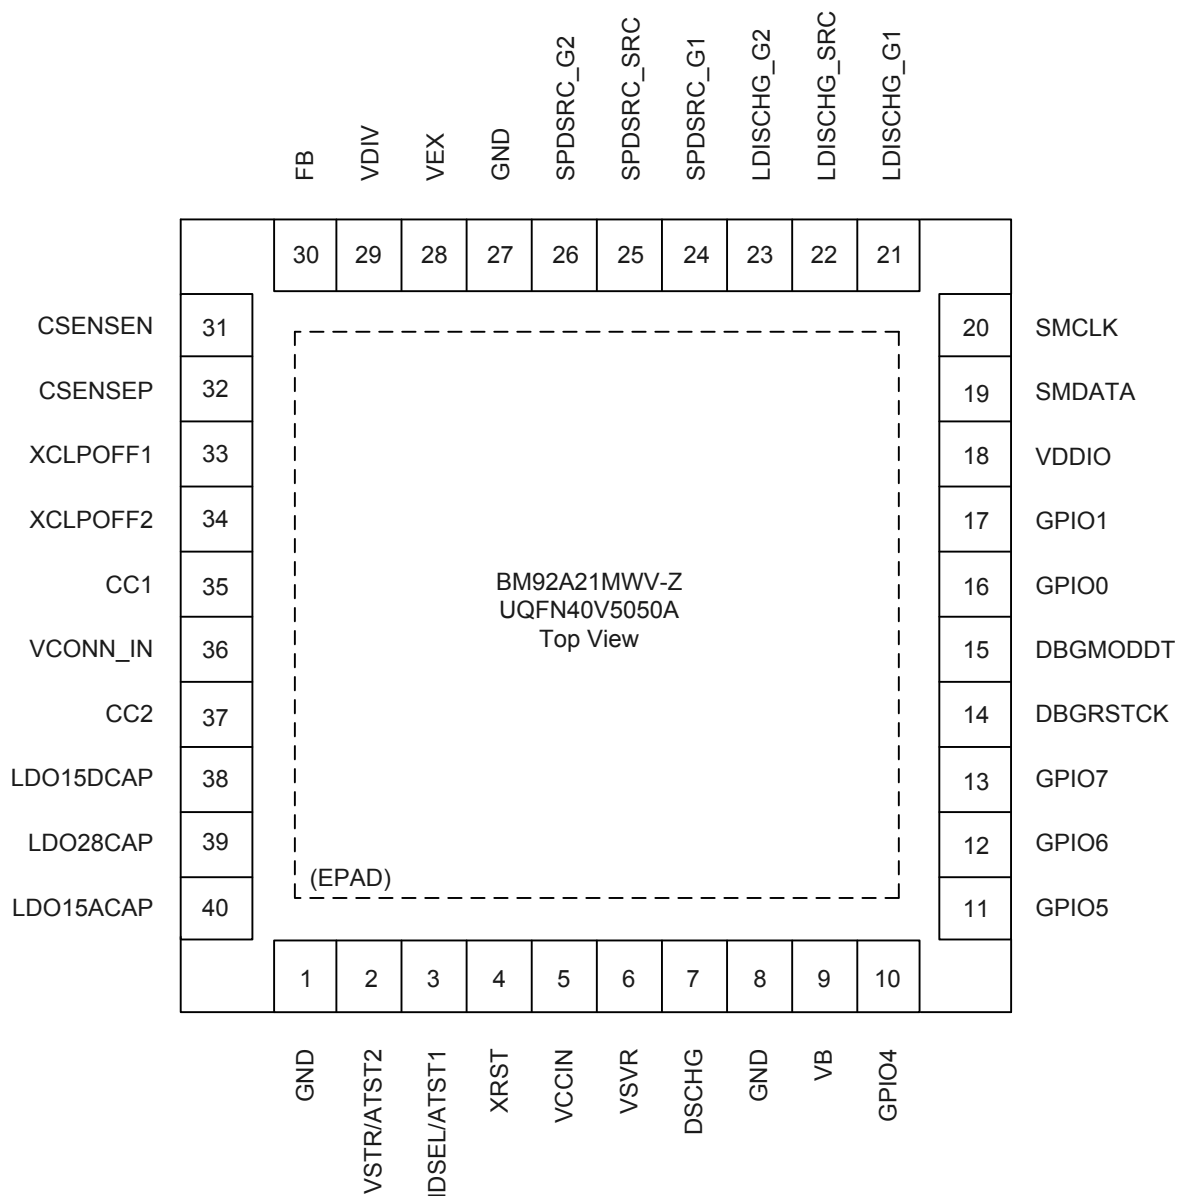 FB
VDIV
VEX
GND
SPDSRC_G2
SPDSRC_SRC
SPDSRC_G1
LDISCHG_G2
LDISCHG_SRC
LDISCHG_G1
30 29 28 27 26 25 24 23 22 21
CSENSEN 31
CSENSEP 32
XCLPOFF1 33
XCLPOFF2 34
CC1 35
VCONN_IN 36
CC2 37
LDO15DCAP 38
LDO28CAP 39
LDO15ACAP 40
BM92A21MWV-Z
UQFN40V5050A
Top View
(EPAD)
20 SMCLK
19 SMDATA
18 VDDIO
17 GPIO1
16 GPIO0
15 DBGMODDT
14 DBGRSTCK
13 GPIO7
12 GPIO6
11 GPIO5
1 2 3 4 5 6 7 8 9 10
GND
VSTR/ATST2
IDSEL/ATST1
XRST
VCCIN
VSVR
DSCHG
GND
VB
GPIO4